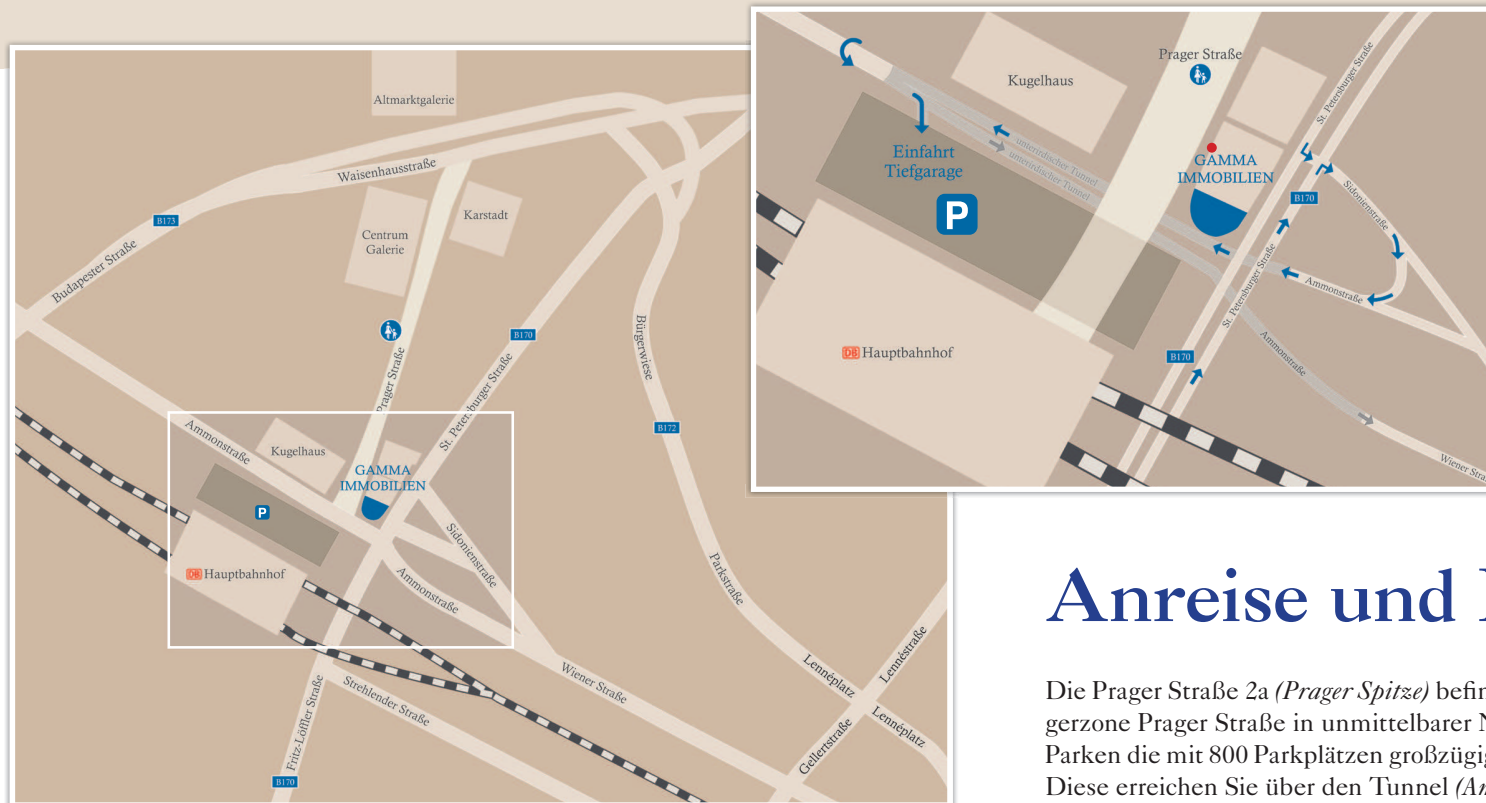 Altmarktgalerie
Waisenhausstraße
B173
Budapester Straße
Karstadt
Centrum
Galerie
Prager Straße
B170
St. Petersburger Straße
Bürgerwiese
B172
Parkstraße
Ammonstraße
Kugelhaus
GAMMA
IMMOBILIEN
P
DB Hauptbahnhof
Sidonienstraße
Ammonstraße
Wiener Straße
Strehlender Straße
Fritz-Löffler Straße
B170
Lennéplatz
Lennéstraße
Lennéplatz
Gellertstraße
Prager Straße
Kugelhaus
St. Petersburger Straße
Einfahrt
Tiefgarage
P
unterirdischer Tunnel
unterirdischer Tunnel
GAMMA
IMMOBILIEN
B170
Sidonienstraße
Ammonstraße
St. Petersburger Straße
DB Hauptbahnhof
B170
Ammonstraße
Wiener Straß
Anreise und
Die Prager Straße 2a (Prager Spitze) befin
gerzone Prager Straße in unmittelbarer N
Parken die mit 800 Parkplätzen großzügig
Diese erreichen Sie über den Tunnel (Am